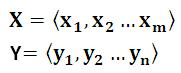 X = ⟨x₁, x₂ …xₘ⟩
Y= ⟨y₁, y₂ …yₙ⟩